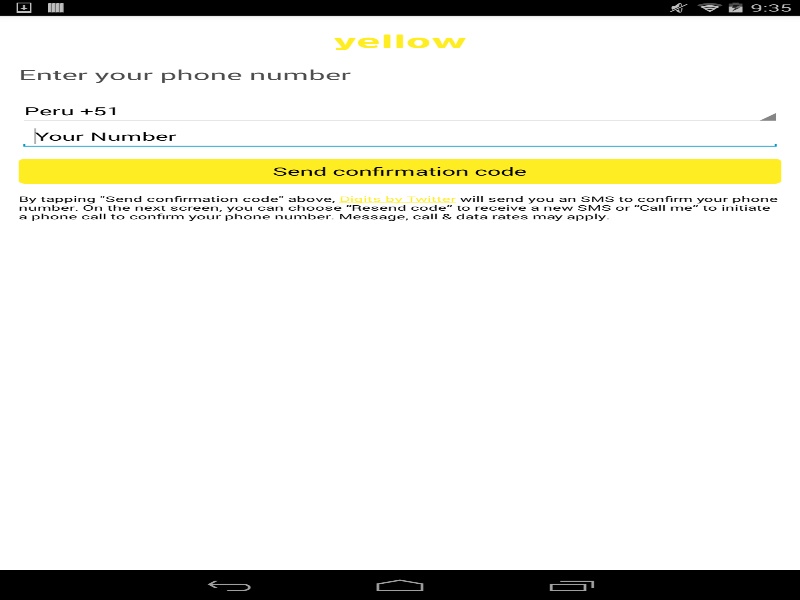 9:35
yellow
Enter your phone number
Peru +51
Your Number
Send confirmation code
By tapping "Send confirmation code" above, Digits by Twitter will send you an SMS to confirm your phone
number. On the next screen, you can choose "Resend code" to receive a new SMS or "Call me" to initiate
a phone call to confirm your phone number. Message, call & data rates may apply.